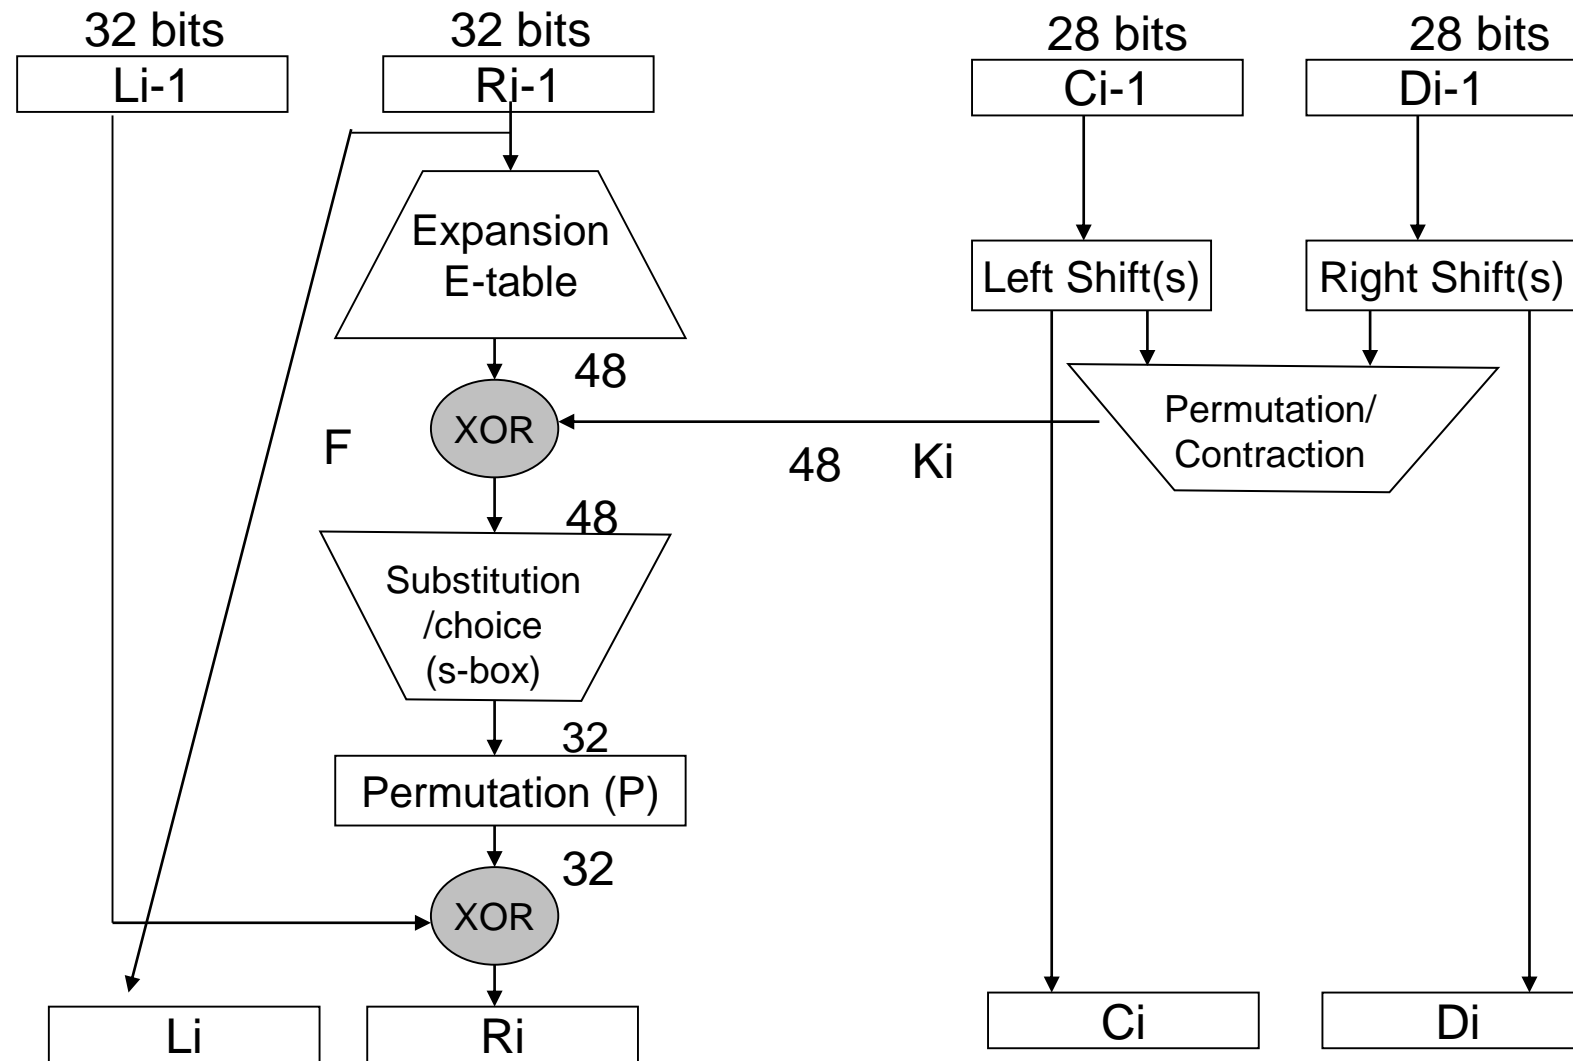 32 bits
32 bits
28 bits
28 bits
Li-1
Ri-1
Ci-1
Di-1
Expansion
E-table
Left Shift(s)
Right Shift(s)
48
XOR
F
48
Ki
Permutation/
Contraction
48
Substitution
/choice
(s-box)
32
Permutation (P)
32
XOR
Li
Ri
Ci
Di